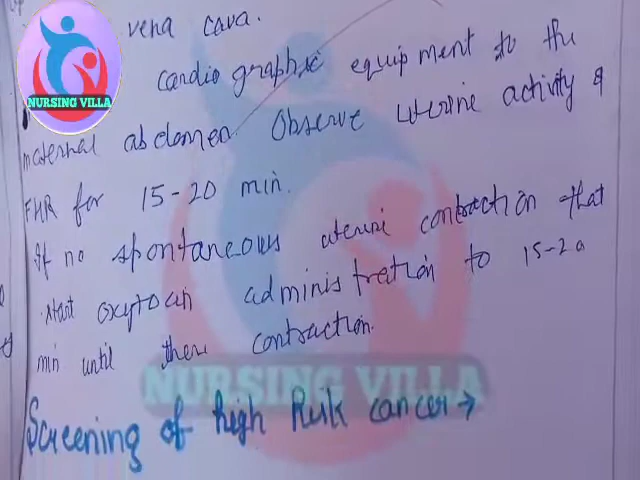 vena cava.
cardio graphic equipment to the
maternal abdomen. Observe uterine activity &
FHR for 15-20 min.
If no spontaneous uterine contraction that
start oxytocin administration to 15-20
min until there contraction.
Screening of high Risk cancer →
NURSING VILLA
NURSING VILLA